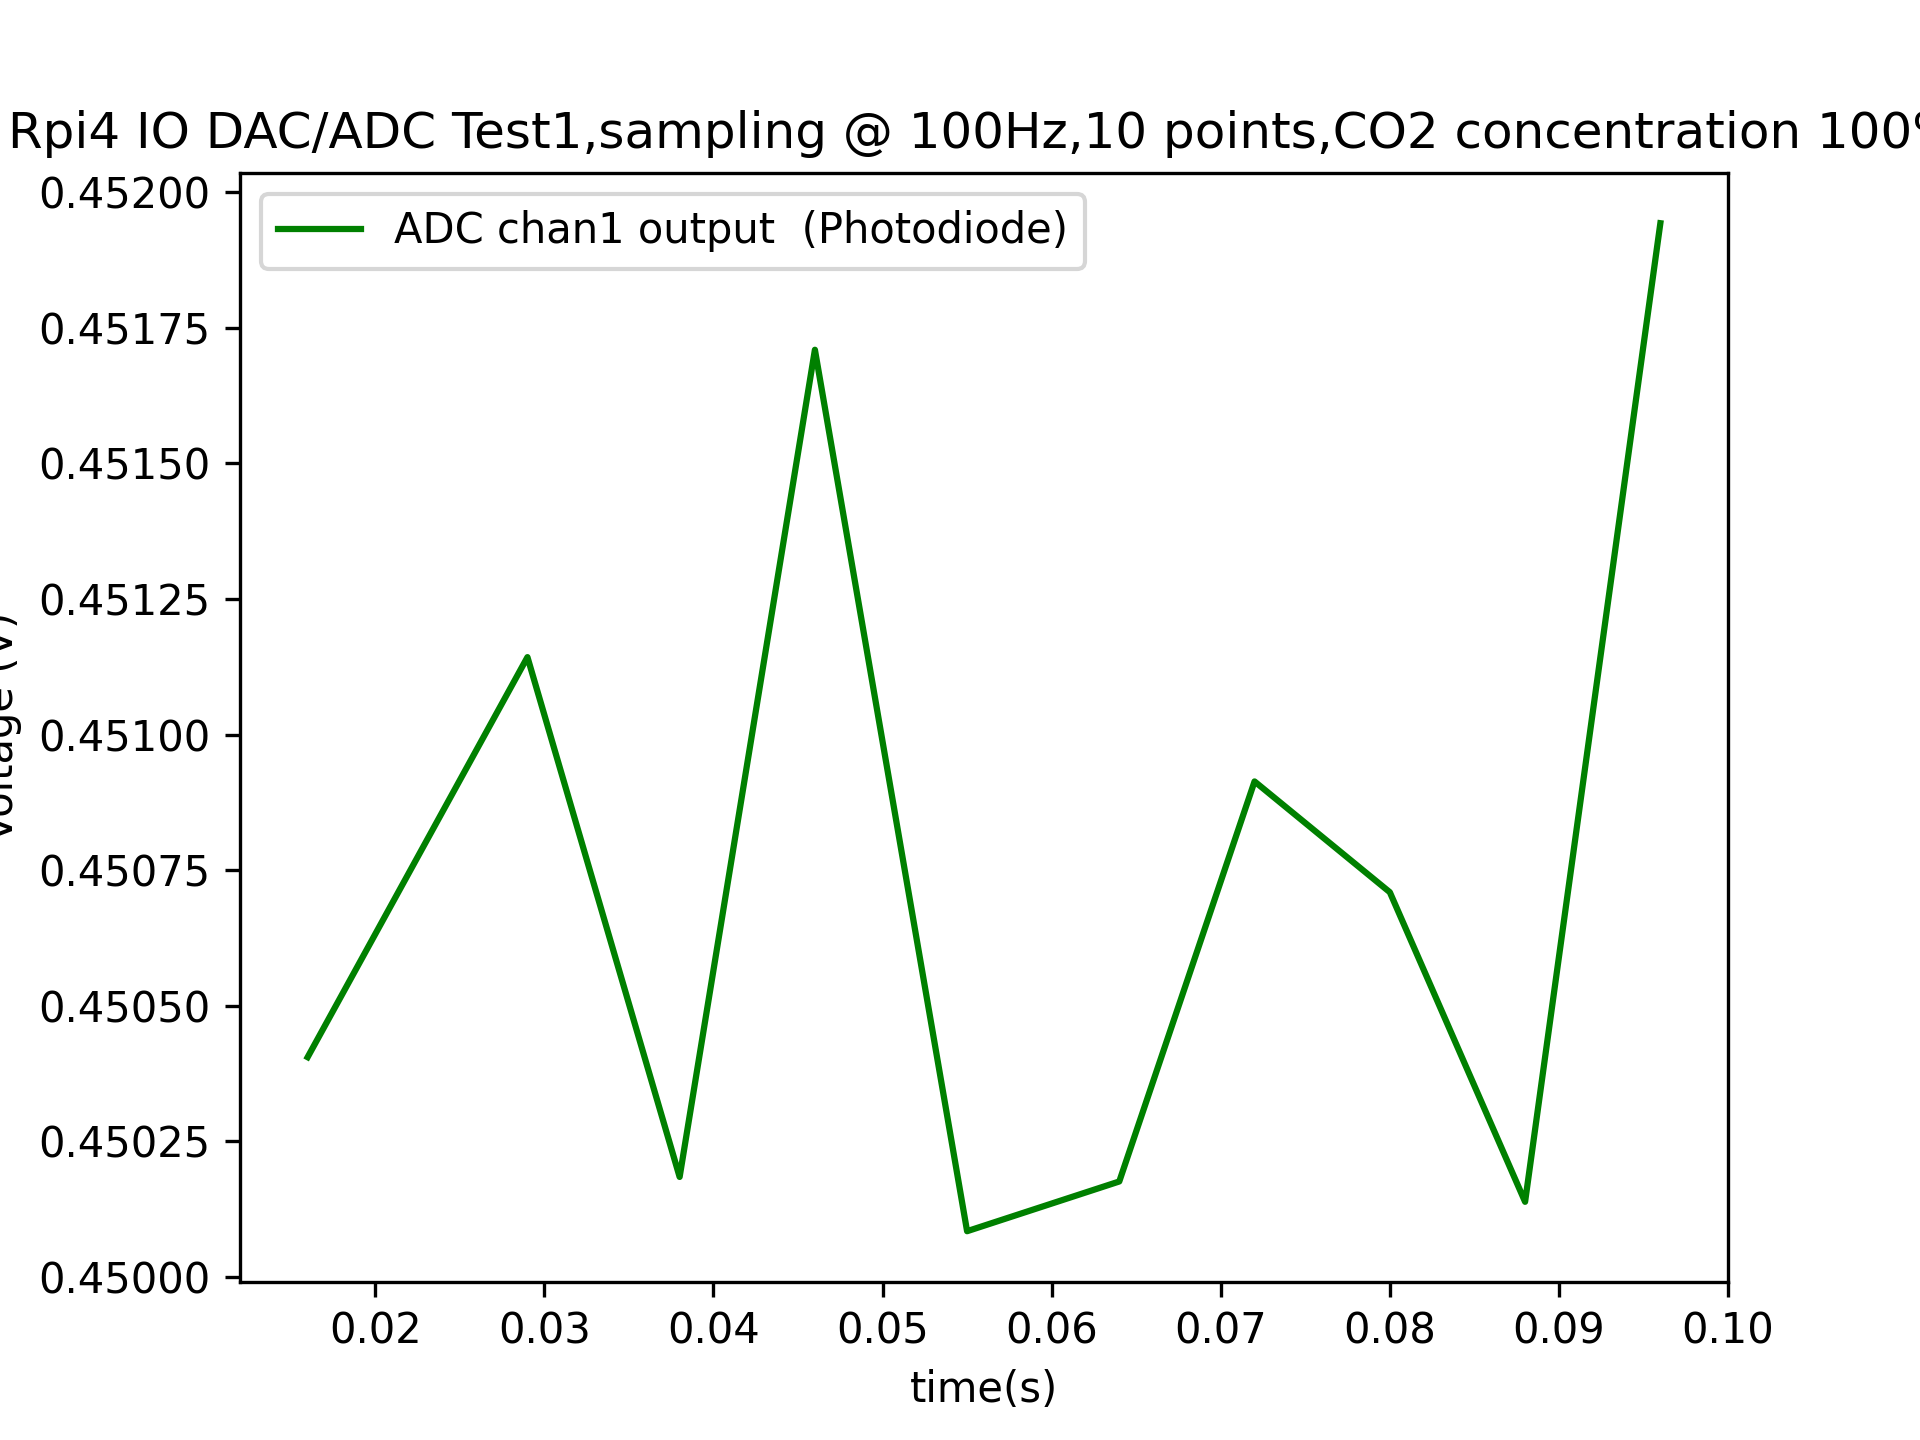 Rpi4 IO DAC/ADC Test1,sampling @ 100Hz,10 points,CO2 concentration 100
ADC chan1 output  (Photodiode)
0.45200
0.45175
0.45150
0.45125
0.45100
0.45075
0.45050
0.45025
0.45000
voltage (V)
0.02 0.03 0.04 0.05 0.06 0.07 0.08 0.09 0.10
time(s)